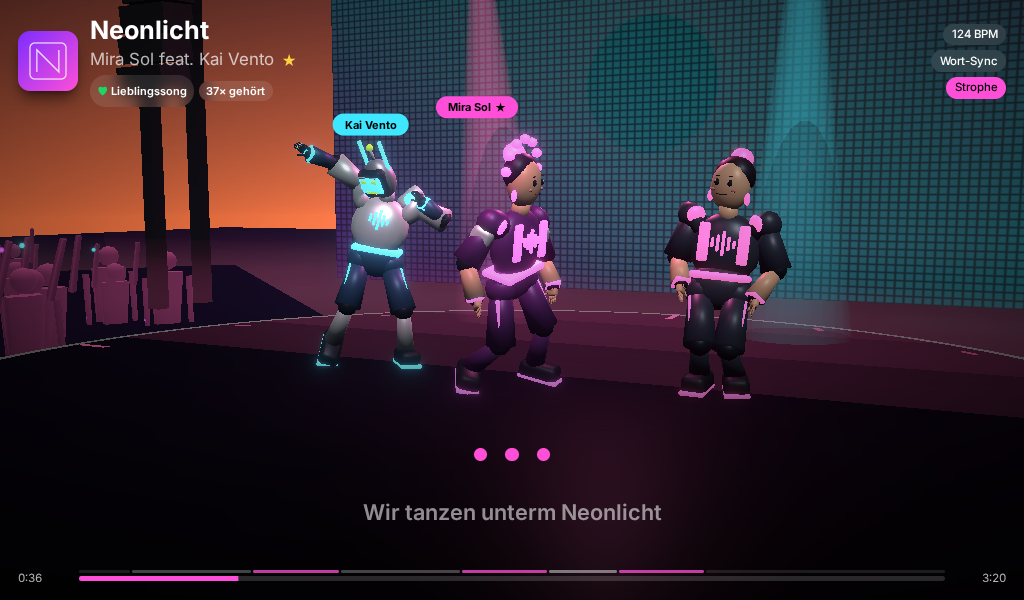 N
Neonlicht
Mira Sol feat. Kai Vento ★
Lieblingssong
37× gehört
124 BPM
Wort-Sync
Strophe
Mira Sol ★
Kai Vento
Wir tanzen unterm Neonlicht
0:36
3:20